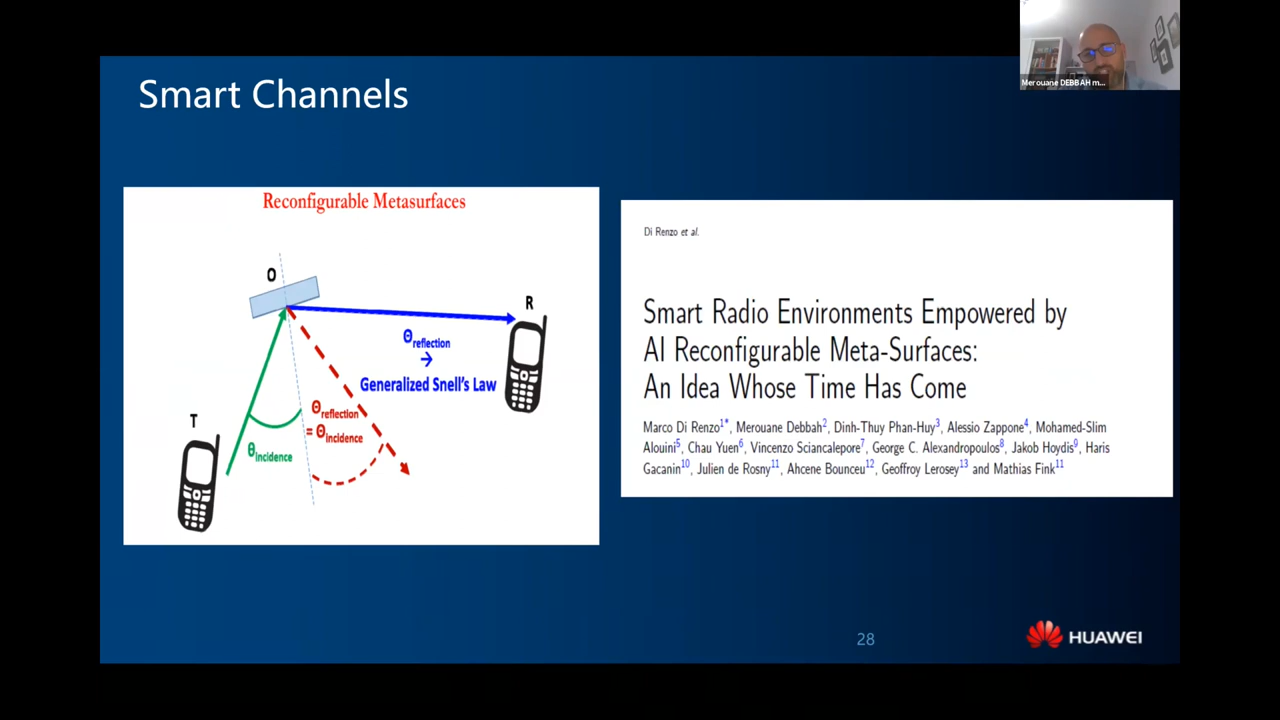 Smart Channels
Merouane DEBBAH m...
Reconfigurable Metasurfaces
O
R
Θreflection
→
Generalized Snell's Law
T
Θreflection
= Θincidence
θincidence
Di Renzo et al.
Smart Radio Environments Empowered by
AI Reconfigurable Meta-Surfaces:
An Idea Whose Time Has Come
Marco Di Renzo1*, Merouane Debbah2, Dinh-Thuy Phan-Huy3, Alessio Zappone4, Mohamed-Slim
Alouini5, Chau Yuen6, Vincenzo Sciancalepore7, George C. Alexandropoulos8, Jakob Hoydis9, Haris
Gacanin10, Julien de Rosny11, Ahcene Bounceu12, Geoffroy Lerosey13 and Mathias Fink11
28
HUAWEI